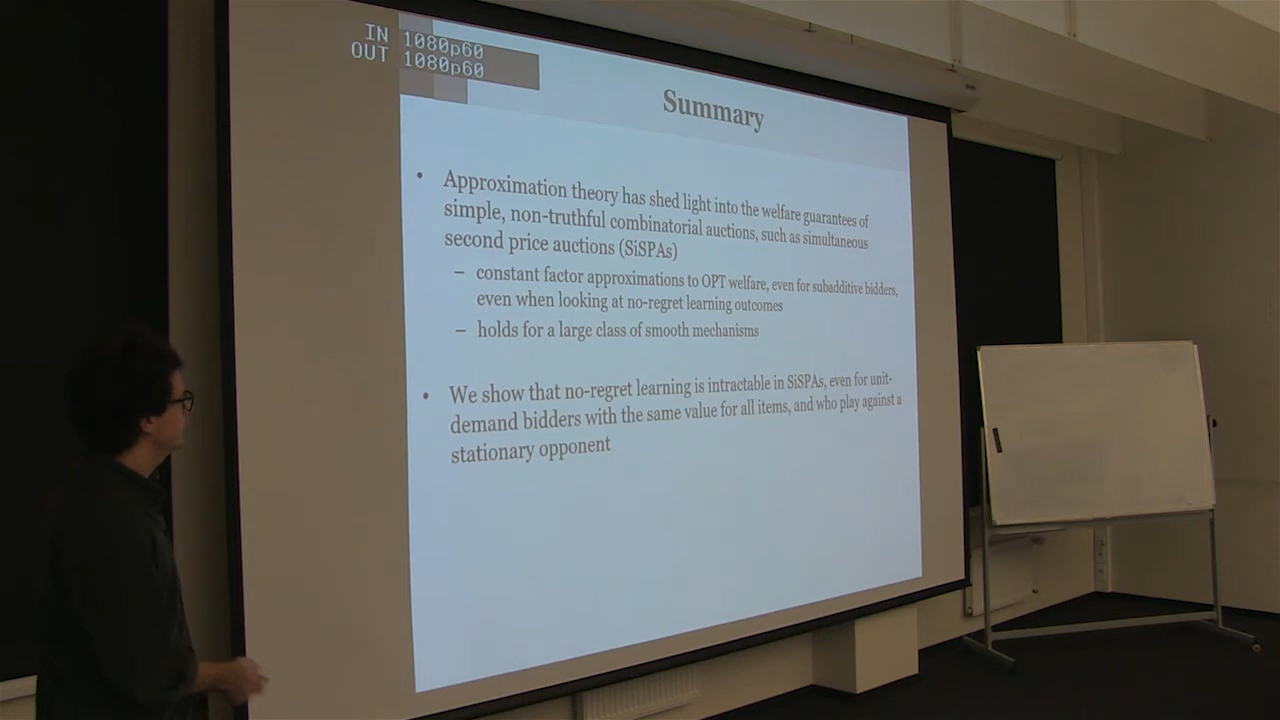 IN 1080p60
OUT 1080p60
Summary
• Approximation theory has shed light into the welfare guarantees of
simple, non-truthful combinatorial auctions, such as simultaneous
second price auctions (SiSPAs)
– constant factor approximations to OPT welfare, even for subadditive bidders,
even when looking at no-regret learning outcomes
– holds for a large class of smooth mechanisms
• We show that no-regret learning is intractable in SiSPAs, even for unit-
demand bidders with the same value for all items, and who play against a
stationary opponent